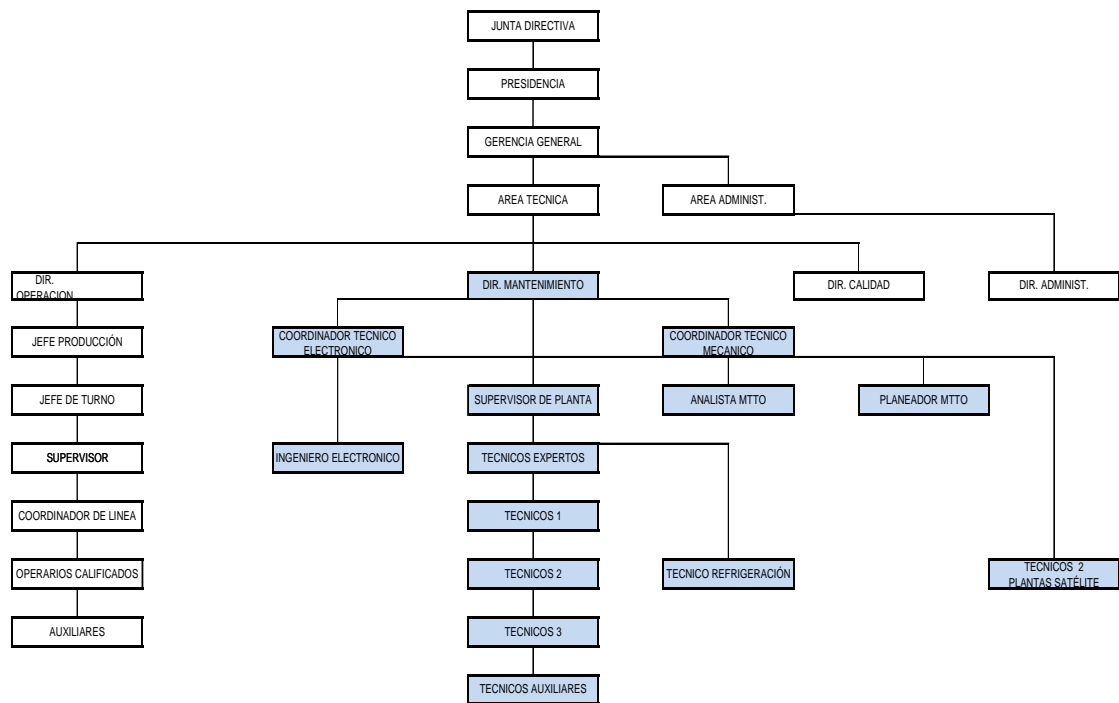 JUNTA DIRECTIVA
PRESIDENCIA
GERENCIA GENERAL
AREA TECNICA
AREA ADMINIST.
DIR.
OPERACION
DIR. MANTENIMIENTO
DIR. CALIDAD
DIR. ADMINIST.
JEFE PRODUCCIÓN
COORDINADOR TECNICO
ELECTRONICO
COORDINADOR TECNICO
MECANICO
JEFE DE TURNO
SUPERVISOR DE PLANTA
ANALISTA MTTO
PLANEADOR MTTO
SUPERVISOR
INGENIERO ELECTRONICO
TECNICOS EXPERTOS
COORDINADOR DE LINEA
TECNICOS 1
OPERARIOS CALIFICADOS
TECNICOS 2
TECNICO REFRIGERACIÓN
TECNICOS 2
PLANTAS SATÉLITE
AUXILIARES
TECNICOS 3
TECNICOS AUXILIARES